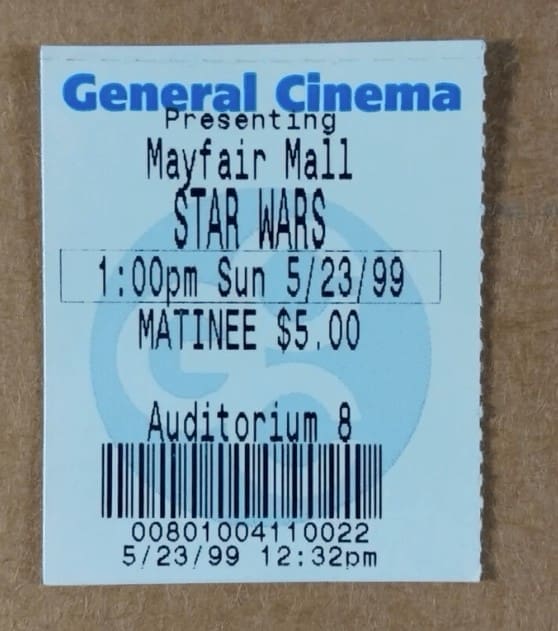 General Cinema
Presenting
Mayfair Mall
STAR WARS
1:00pm Sun 5/23/99
MATINEE $5.00
Auditorium 8
00801004110022
5/23/99 12:32pm